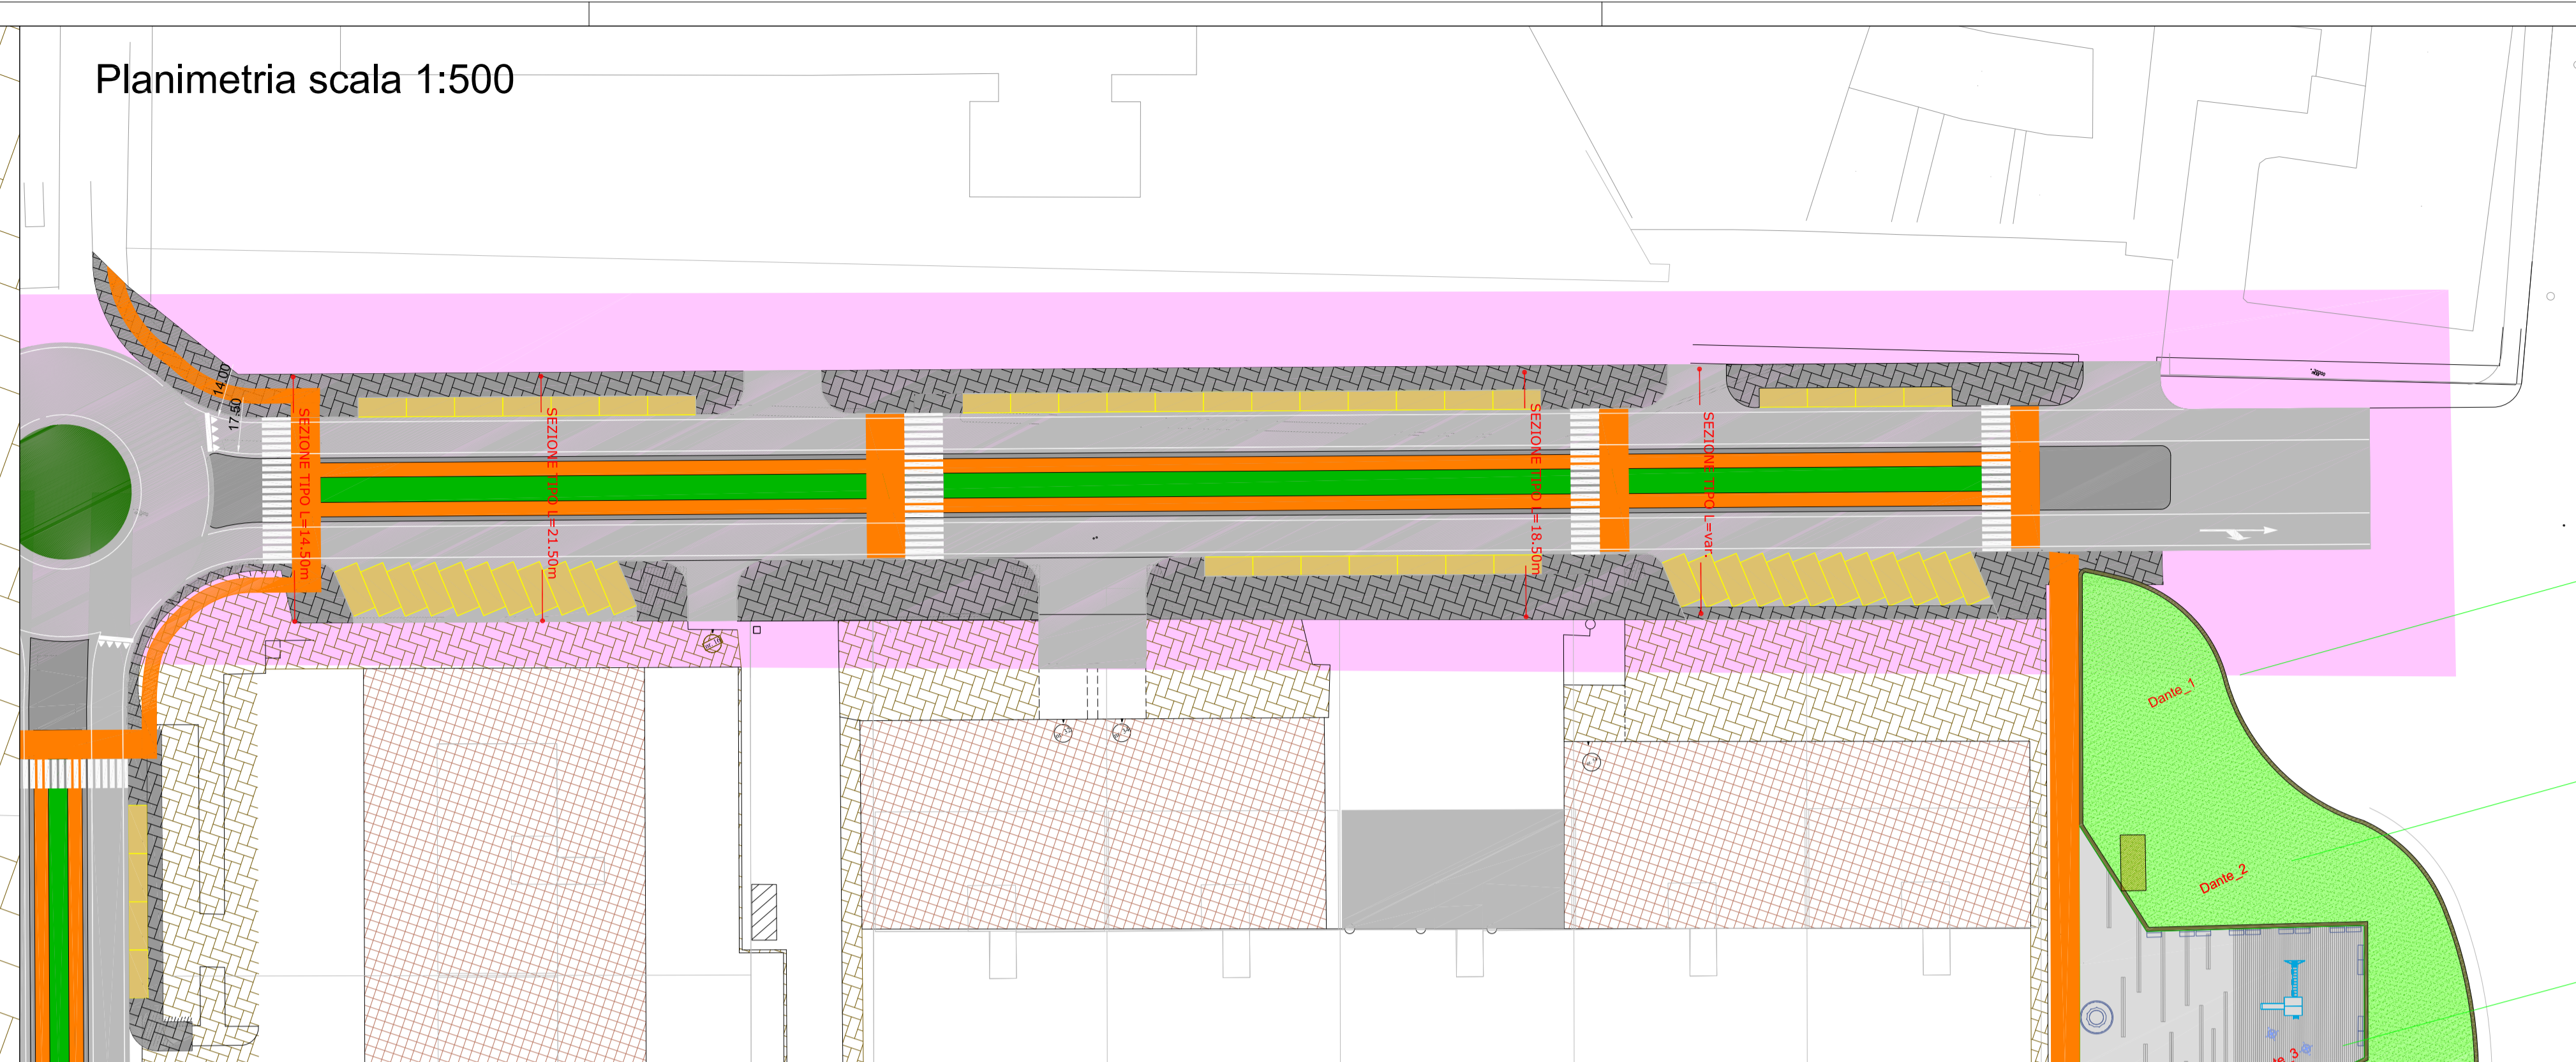 Planimetria scala 1:500
14.00
17.50
SEZIONE TIPO L=14.50m
SEZIONE TIPO L=21.50m
SEZIONE TIPO L=18.50m
SEZIONE TIPO L=var.
Dante_1
Dante_2